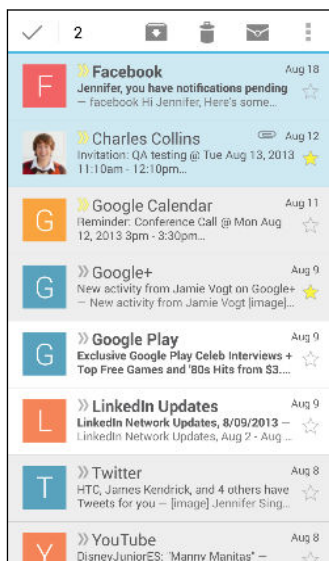 2
F
» Facebook Aug 18
Jennifer, you have notifications pending
— facebook Hi Jennifer, Here's some...
» Charles Collins Aug 12
Invitation: QA testing @ Tue Aug 13, 2013
11:10am - 12:10pm...
G
» Google Calendar Aug 11
Reminder: Conference Call @ Mon Aug
12, 2013 3pm - 3:30pm...
G
» Google+ Aug 9
New activity from Jamie Vogt on Google+
— New activity from Jamie Vogt [image]...
G
» Google Play Aug 9
Exclusive Google Play Celeb Interviews +
Top Free Games and '80s Hits from $3....
L
» LinkedIn Updates Aug 9
LinkedIn Network Updates, 8/09/2013 —
LinkedIn Network Updates, Aug 2 - Aug ...
T
» Twitter Aug 8
HTC, James Kendrick, and 4 others have
Tweets for you — [image] Jennifer Sing...
Y
» YouTube Aug 8
DisneyJuniorES: "Manny Manitas" —